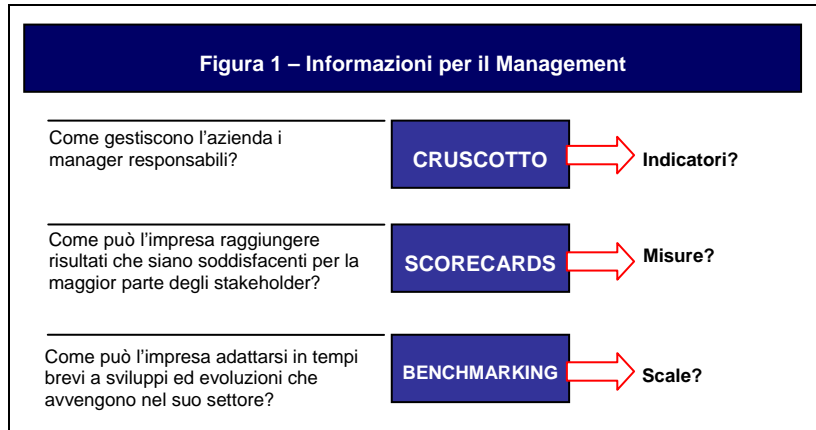 Figura 1 – Informazioni per il Management
Come gestiscono l'azienda i
manager responsabili?
CRUSCOTTO
Indicatori?
Come può l'impresa raggiungere
risultati che siano soddisfacenti per la
maggior parte degli stakeholder?
SCORECARDS
Misure?
Come può l'impresa adattarsi in tempi
brevi a sviluppi ed evoluzioni che
avvengono nel suo settore?
BENCHMARKING
Scale?